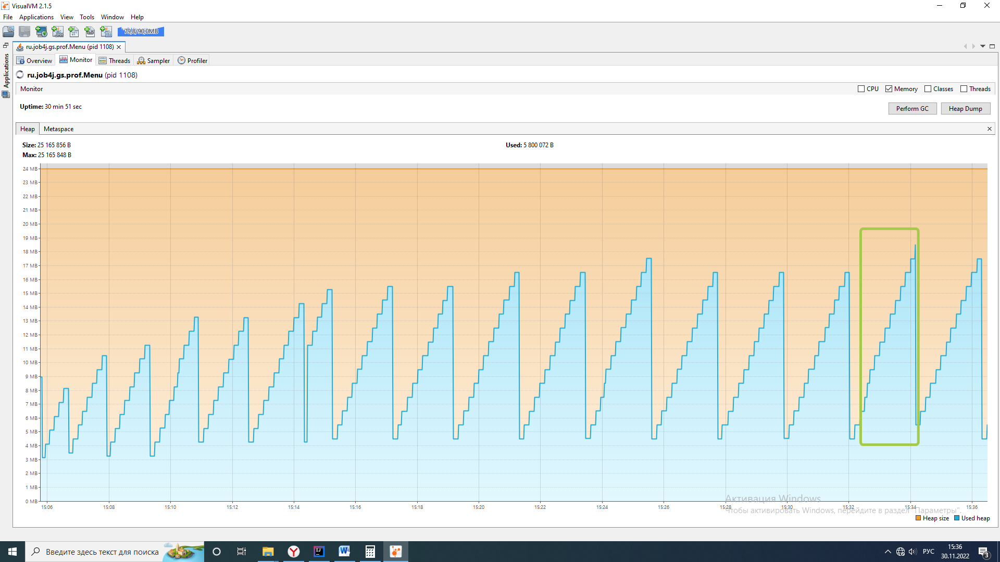 VisualVM 2.1.5
File Applications View Tools Window Help
79,8/90,0MB
ru.job4j.gs.prof.Menu (pid 1108)
Applications
Overview Monitor Threads Sampler Profiler
ru.job4j.gs.prof.Menu (pid 1108)
Monitor CPU Memory Classes Threads
Uptime: 30 min 51 sec
Perform GC Heap Dump
Heap Metaspace
Size: 25 165 856 B Used: 5 800 072 B
Max: 25 165 848 B
24 MB
23 MB
22 MB
21 MB
20 MB
19 MB
18 MB
17 MB
16 MB
15 MB
14 MB
13 MB
12 MB
11 MB
10 MB
9 MB
8 MB
7 MB
6 MB
5 MB
4 MB
3 MB
2 MB
1 MB
0 MB
15:06 15:08 15:10 15:12 15:14 15:16 15:18 15:20 15:22 15:24 15:26 15:28 15:30 15:32 15:34 15:36
Активация Windows
Чтобы активировать Windows, перейдите в раздел "Параметры".
Heap size Used heap
Введите здесь текст для поиска
РУС
15:36
30.11.2022
3